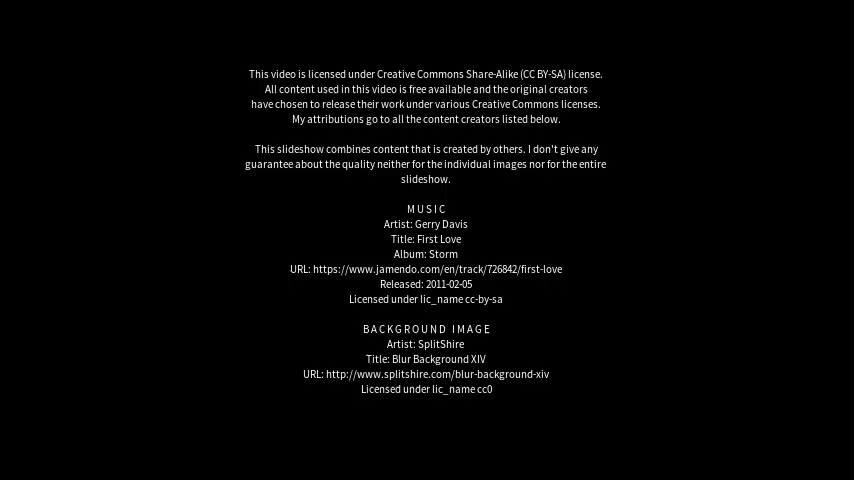 This video is licensed under Creative Commons Share-Alike (CC BY-SA) license.
All content used in this video is free available and the original creators
have chosen to release their work under various Creative Commons licenses.
My attributions go to all the content creators listed below.
This slideshow combines content that is created by others. I don't give any
guarantee about the quality neither for the individual images nor for the entire
slideshow.
MUSIC
Artist: Gerry Davis
Title: First Love
Album: Storm
URL: https://www.jamendo.com/en/track/726842/first-love
Released: 2011-02-05
Licensed under lic_name cc-by-sa
BACKGROUND IMAGE
Artist: SplitShire
Title: Blur Background XIV
URL: http://www.splitshire.com/blur-background-xiv
Licensed under lic_name cc0